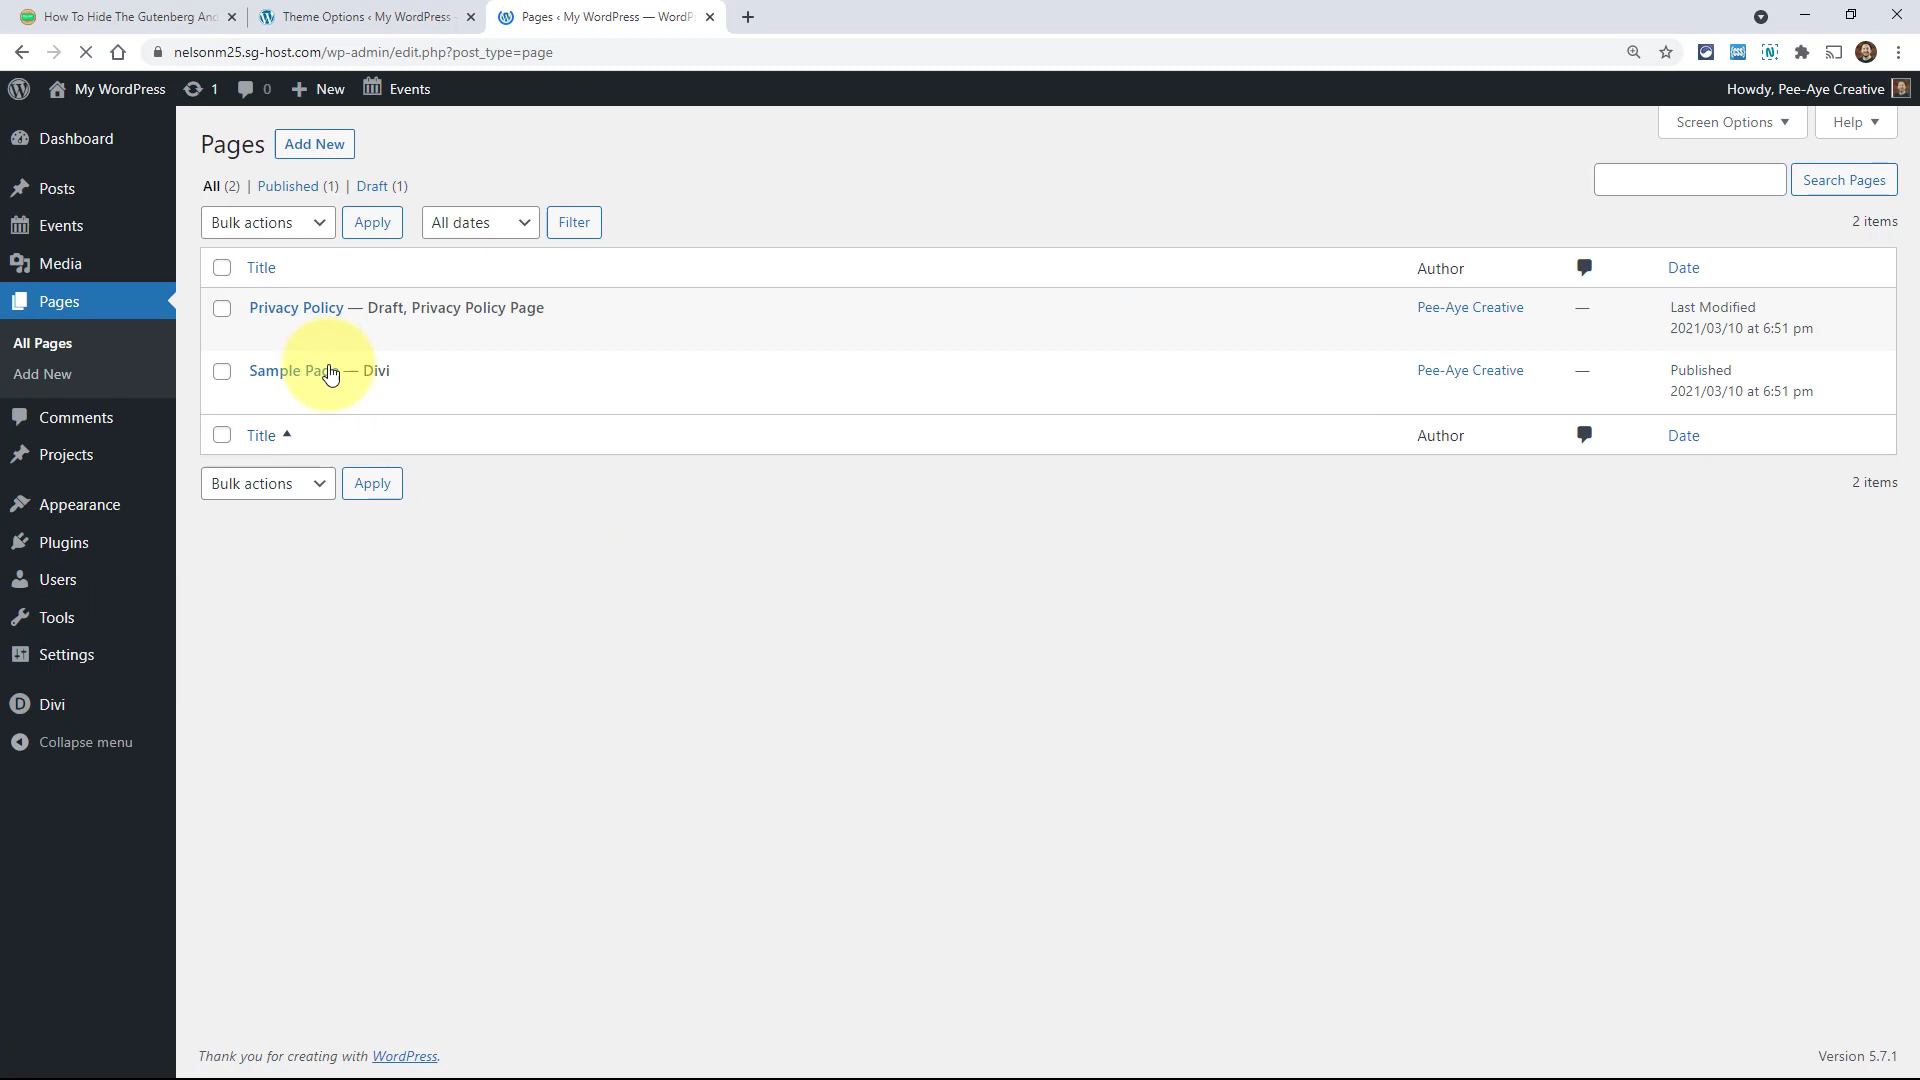 How To Hide The Gutenberg And
Theme Options ‹ My WordPress
Pages ‹ My WordPress — WordP
nelsonm25.sg-host.com/wp-admin/edit.php?post_type=page
My WordPress 1 0 New Events
Howdy, Pee-Aye Creative
Dashboard
Posts
Events
Media
Pages
All Pages
Add New
Comments
Projects
Appearance
Plugins
Users
Tools
Settings
Divi
Collapse menu
Screen Options
Help
Pages Add New
All (2) | Published (1) | Draft (1)
Search Pages
Bulk actions Apply All dates Filter
2 items
Title Author Date
Privacy Policy — Draft, Privacy Policy Page Pee-Aye Creative — Last Modified
2021/03/10 at 6:51 pm
Sample Page — Divi Pee-Aye Creative — Published
2021/03/10 at 6:51 pm
Title Author Date
Bulk actions Apply
2 items
Thank you for creating with WordPress.
Version 5.7.1